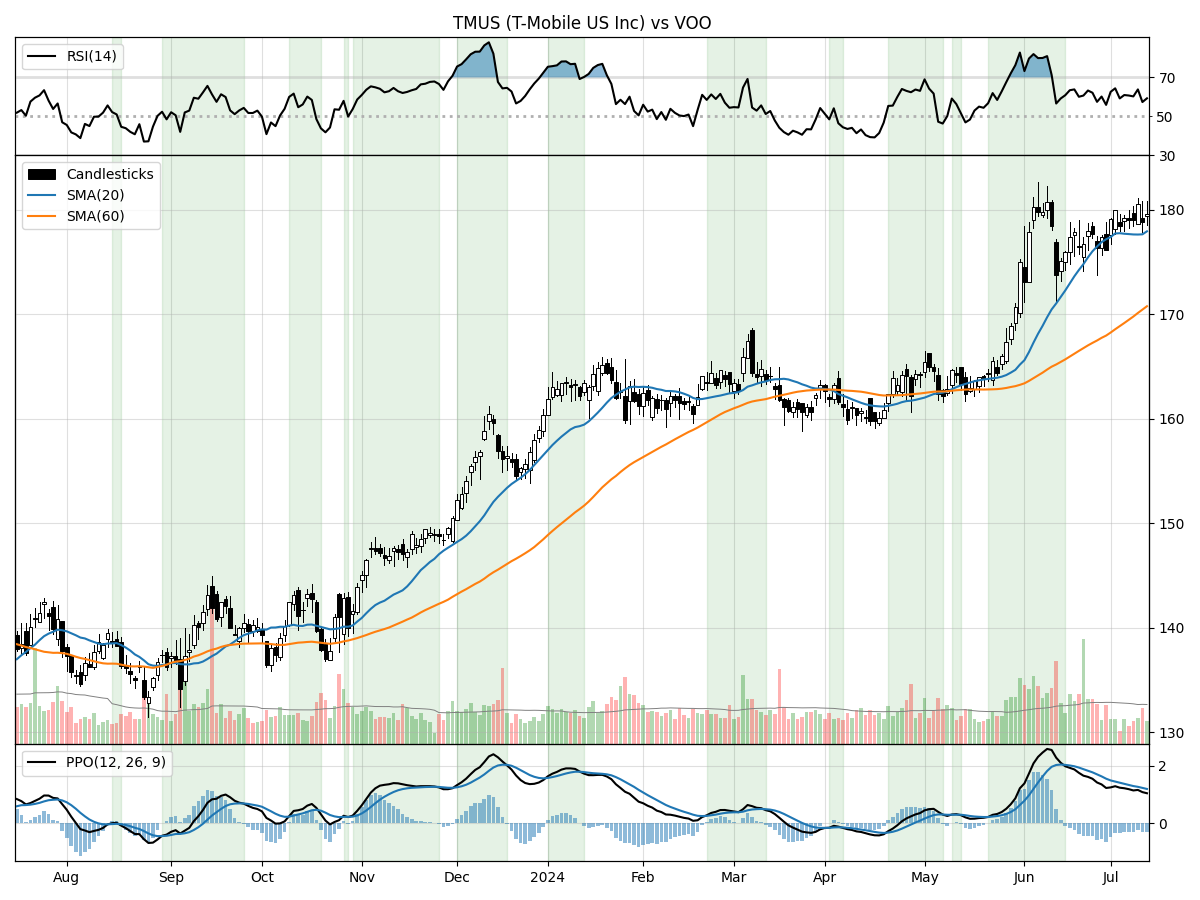 TMUS (T-Mobile US Inc) vs VOO
RSI(14)
70
50
30
Candlesticks
SMA(20)
SMA(60)
180
170
160
150
140
130
PPO(12, 26, 9)
2
0
Aug Sep Oct Nov Dec 2024 Feb Mar Apr May Jun Jul